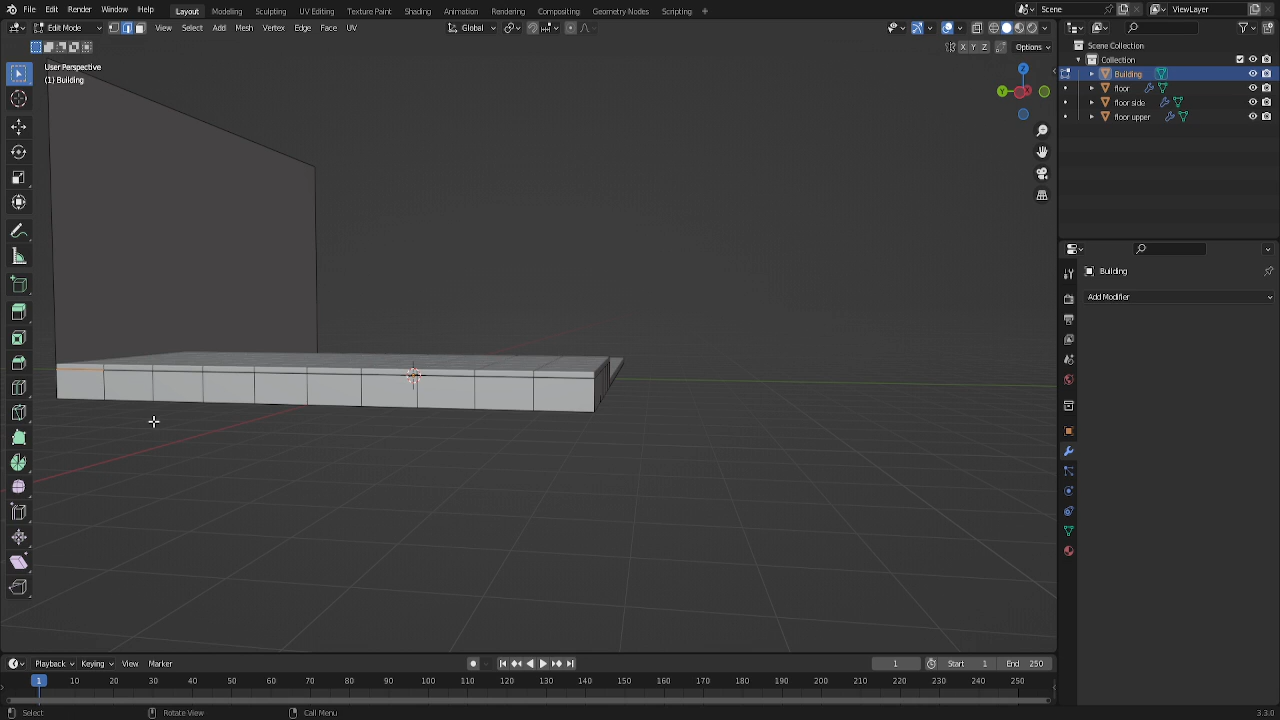 File Edit Render Window Help Layout Modeling Sculpting UV Editing Texture Paint Shading Animation Rendering Compositing Geometry Nodes Scripting + Scene ViewLayer
Edit Mode View Select Add Mesh Vertex Edge Face UV Global
X Y Z Options
User Perspective
(1) Building
Z
Y X
Scene Collection
Collection
Building
floor
floor side
floor upper
Building
Add Modifier
Playback Keying View Marker 1 Start 1 End 250
1 10 20 30 40 50 60 70 80 90 100 110 120 130 140 150 160 170 180 190 200 210 220 230 240 250
Select Rotate View Call Menu 3.3.0